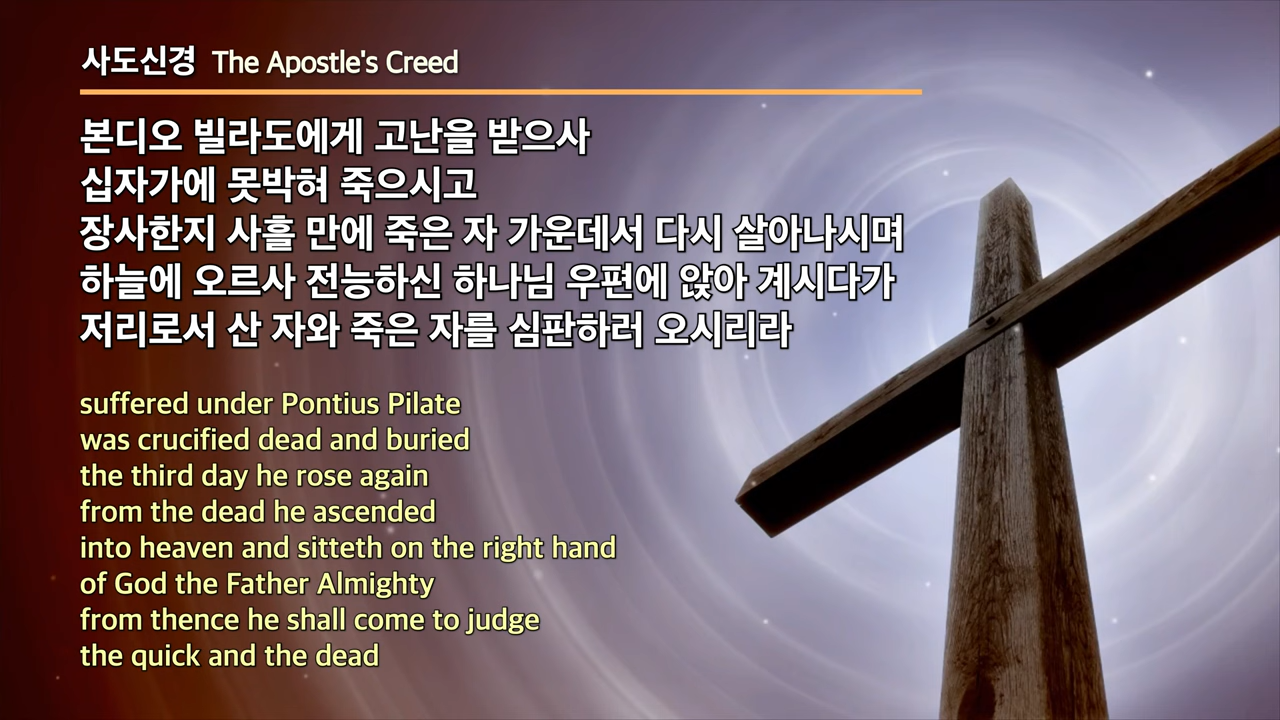 사도신경 The Apostle's Creed
본디오 빌라도에게 고난을 받으사
십자가에 못박혀 죽으시고
장사한지 사흘 만에 죽은 자 가운데서 다시 살아나시며
하늘에 오르사 전능하신 하나님 우편에 앉아 계시다가
저리로서 산 자와 죽은 자를 심판하러 오시리라
suffered under Pontius Pilate
was crucified dead and buried
the third day he rose again
from the dead he ascended
into heaven and sitteth on the right hand
of God the Father Almighty
from thence he shall come to judge
the quick and the dead